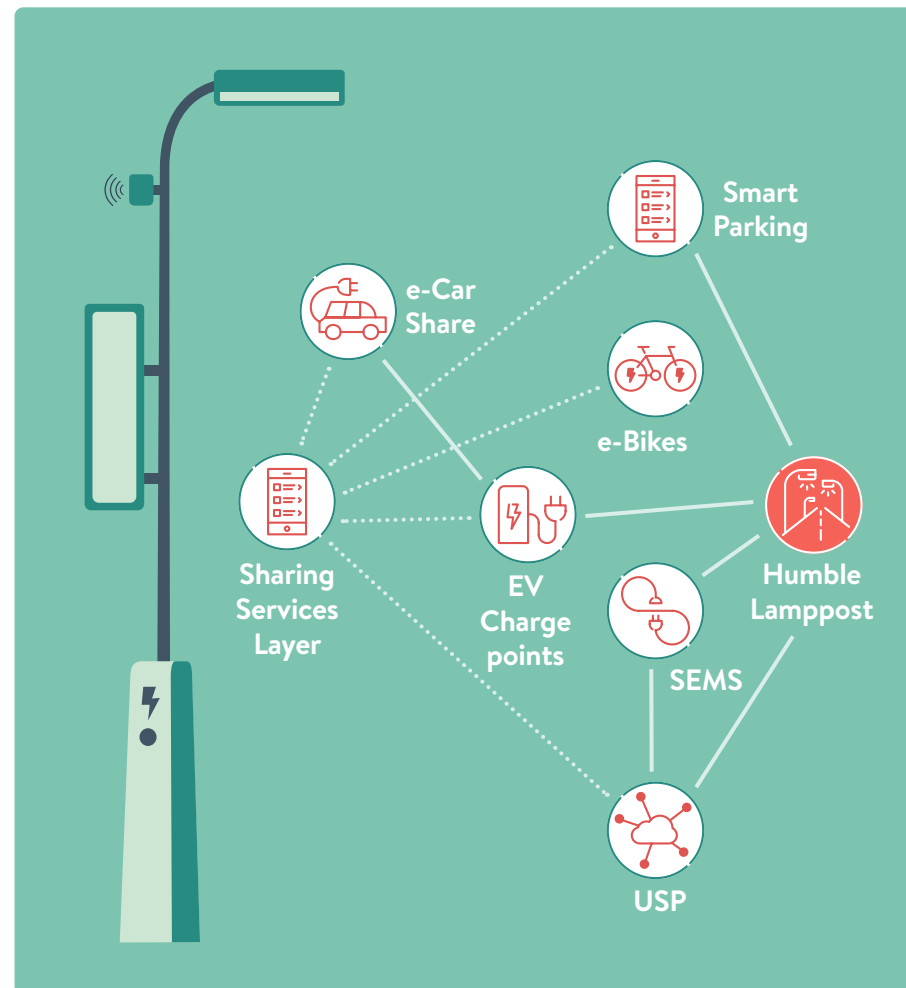 Smart
Parking
e-Car
Share
e-Bikes
Sharing
Services
Layer
EV
Charge
points
Humble
Lamppost
SEMS
USP